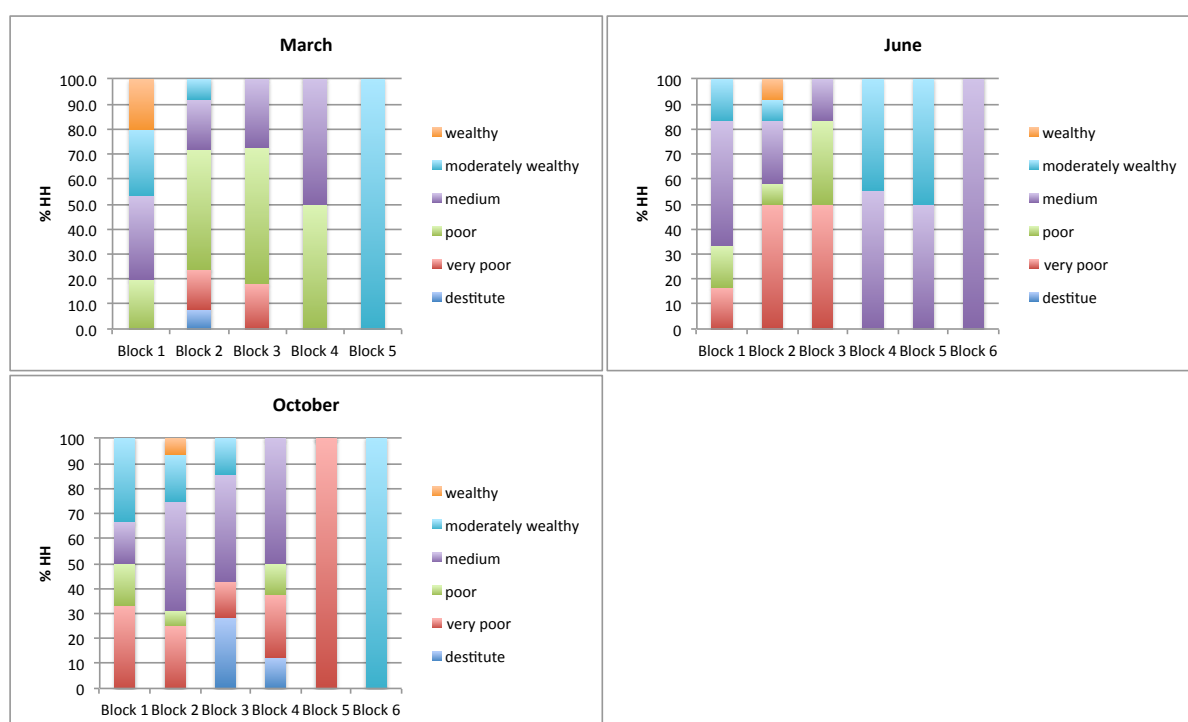 March
% HH
100.0
90.0
80.0
70.0
60.0
50.0
40.0
30.0
20.0
10.0
0.0
Block 1 Block 2 Block 3 Block 4 Block 5
wealthy
moderately wealthy
medium
poor
very poor
destitute
June
% HH
100
90
80
70
60
50
40
30
20
10
0
Block 1 Block 2 Block 3 Block 4 Block 5 Block 6
wealthy
moderately wealthy
medium
poor
very poor
destitue
October
% HH
100
90
80
70
60
50
40
30
20
10
0
Block 1 Block 2 Block 3 Block 4 Block 5 Block 6
wealthy
moderately wealthy
medium
poor
very poor
destitute